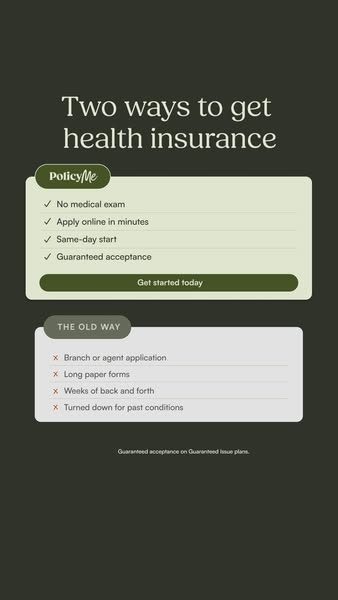 Two ways to get
health insurance
PolicyMe
✓ No medical exam
✓ Apply online in minutes
✓ Same-day start
✓ Guaranteed acceptance
Get started today
THE OLD WAY
x Branch or agent application
x Long paper forms
x Weeks of back and forth
x Turned down for past conditions
Guaranteed acceptance on Guaranteed Issue plans.